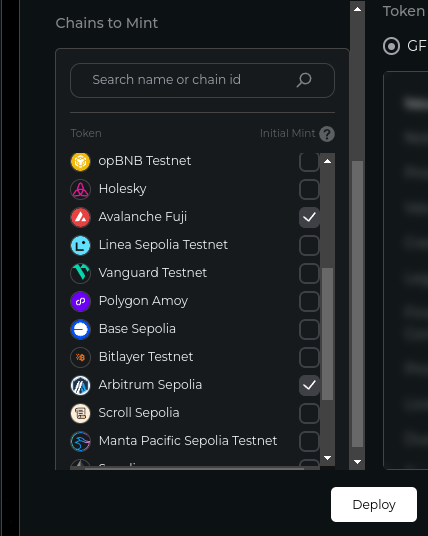 Chains to Mint
Token
GF
Search name or chain id
Token Initial Mint ?
opBNB Testnet
Holesky
Avalanche Fuji
Linea Sepolia Testnet
Vanguard Testnet
Polygon Amoy
Base Sepolia
Bitlayer Testnet
Arbitrum Sepolia
Scroll Sepolia
Manta Pacific Sepolia Testnet
Deploy